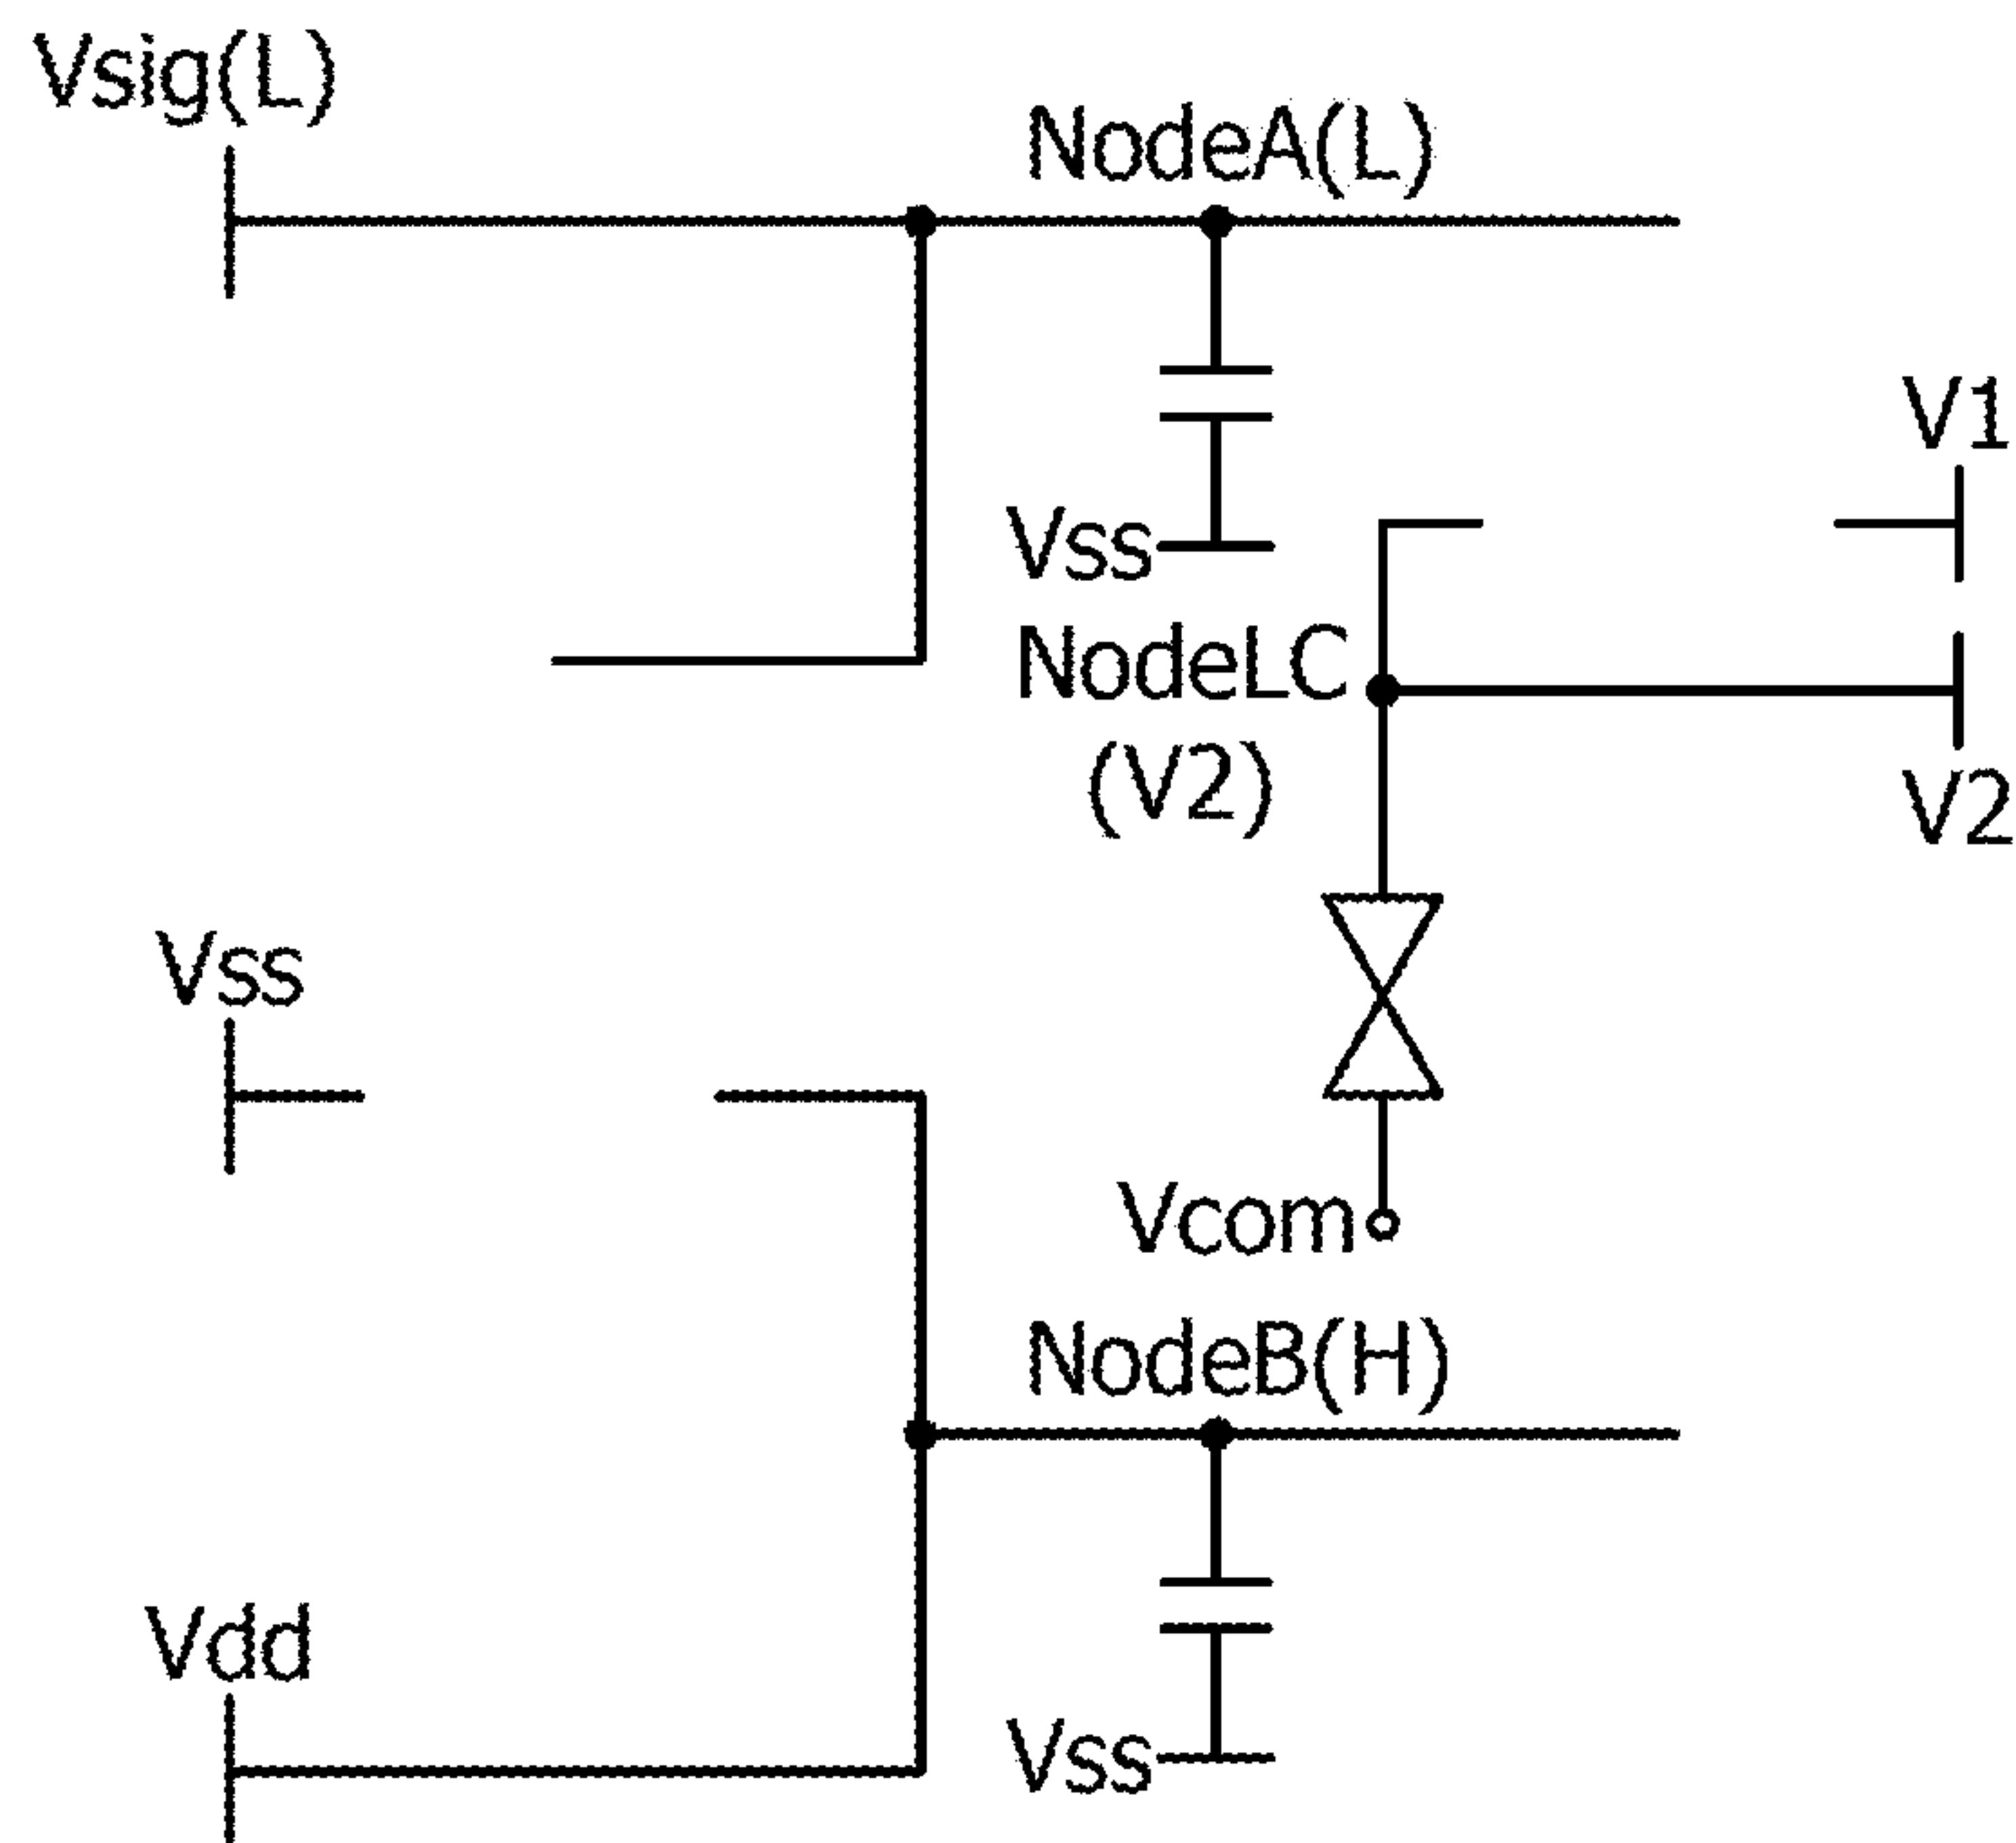 Vsig(L)
NodeA(L)
V1
Vss
NodeLC
(V2)
V2
Vss
Vcom
NodeB(H)
Vdd
Vss